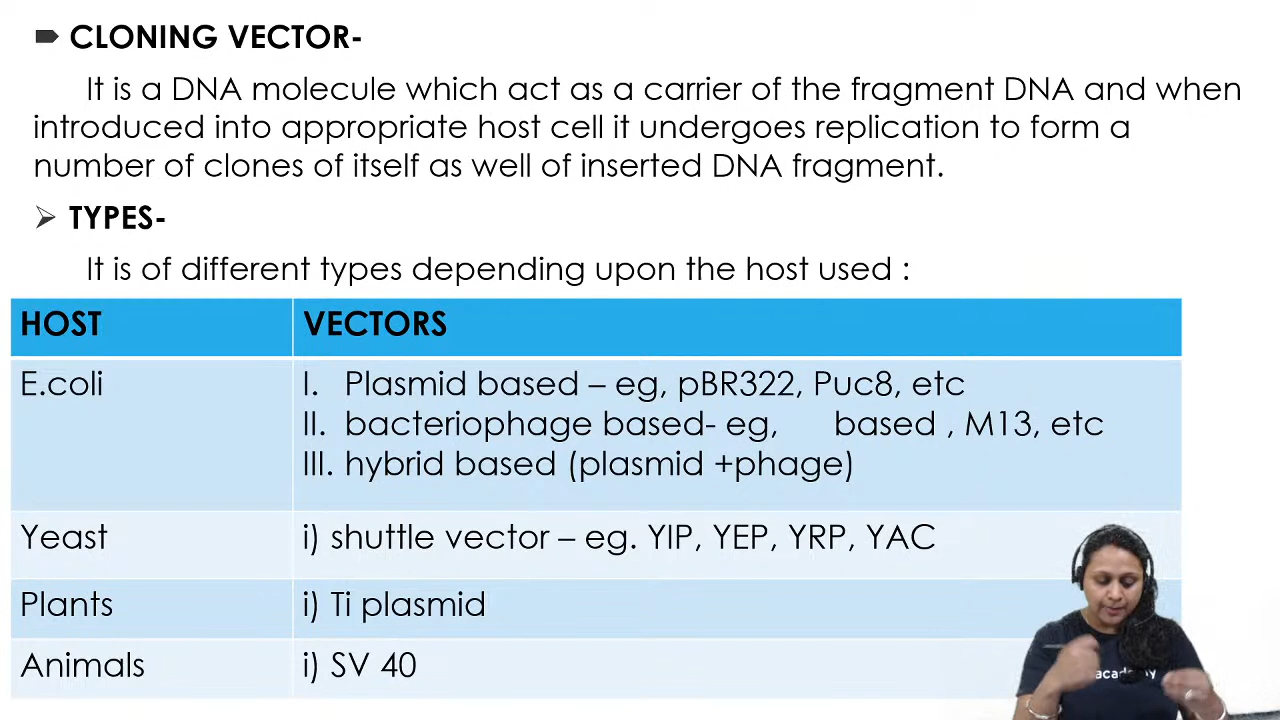 CLONING VECTOR-
It is a DNA molecule which act as a carrier of the fragment DNA and when
introduced into appropriate host cell it undergoes replication to form a
number of clones of itself as well of inserted DNA fragment.
TYPES-
It is of different types depending upon the host used :
HOST VECTORS
E.coli I. Plasmid based – eg, pBR322, Puc8, etc
II. bacteriophage based- eg, based , M13, etc
III. hybrid based (plasmid +phage)
Yeast i) shuttle vector – eg. YIP, YEP, YRP, YAC
Plants i) Ti plasmid
Animals i) SV 40